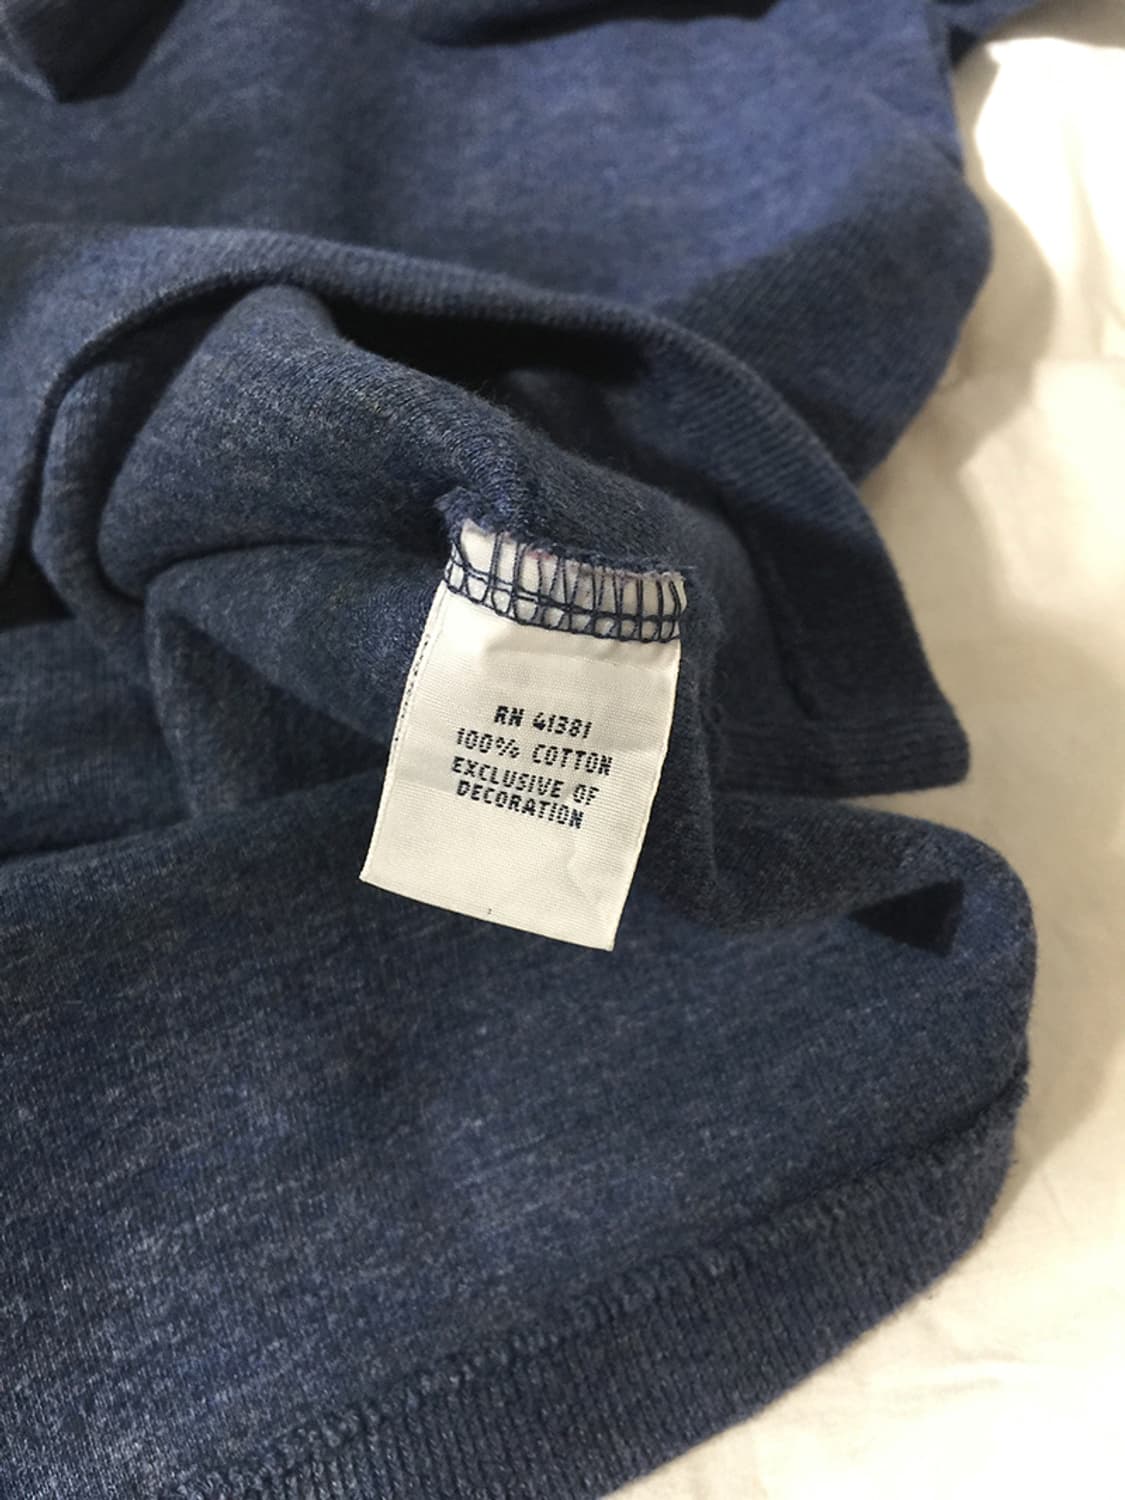 RN 41381
100% COTTON
EXCLUSIVE OF
DECORATION